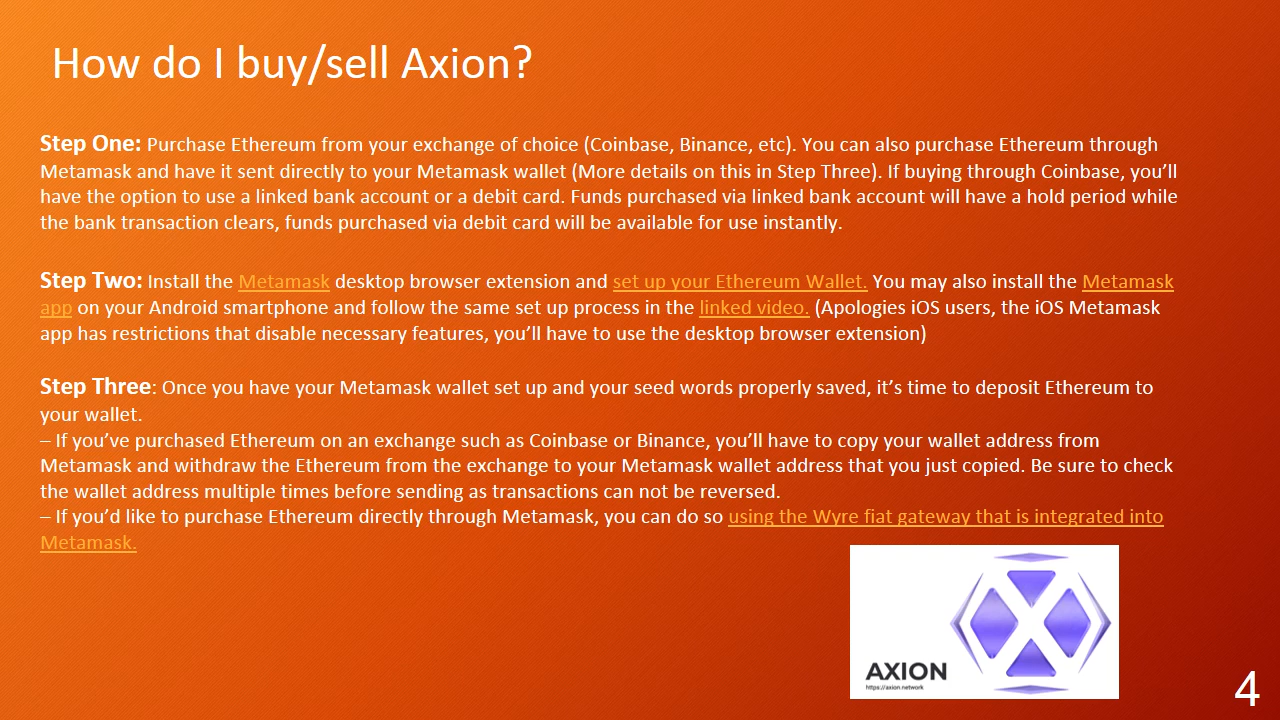 How do I buy/sell Axion?
Step One: Purchase Ethereum from your exchange of choice (Coinbase, Binance, etc). You can also purchase Ethereum through
Metamask and have it sent directly to your Metamask wallet (More details on this in Step Three). If buying through Coinbase, you’ll
have the option to use a linked bank account or a debit card. Funds purchased via linked bank account will have a hold period while
the bank transaction clears, funds purchased via debit card will be available for use instantly.
Step Two: Install the Metamask desktop browser extension and set up your Ethereum Wallet. You may also install the Metamask
app on your Android smartphone and follow the same set up process in the linked video. (Apologies iOS users, the iOS Metamask
app has restrictions that disable necessary features, you’ll have to use the desktop browser extension)
Step Three: Once you have your Metamask wallet set up and your seed words properly saved, it’s time to deposit Ethereum to
your wallet.
– If you’ve purchased Ethereum on an exchange such as Coinbase or Binance, you’ll have to copy your wallet address from
Metamask and withdraw the Ethereum from the exchange to your Metamask wallet address that you just copied. Be sure to check
the wallet address multiple times before sending as transactions can not be reversed.
– If you’d like to purchase Ethereum directly through Metamask, you can do so using the Wyre fiat gateway that is integrated into
Metamask.
AXION
https://axion.network
4